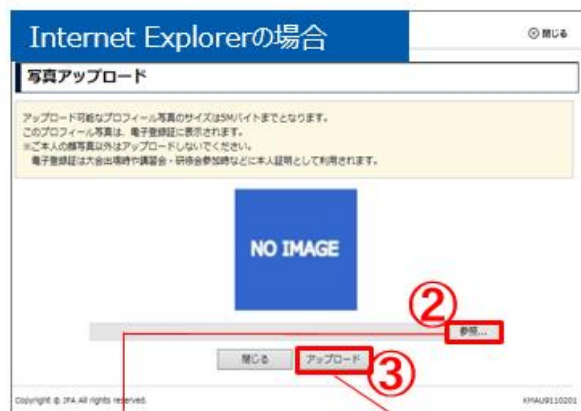 Internet Explorerの場合
⊗ 閉じる
写真アップロード
アップロード可能なプロフィール写真のサイズは5Mバイトまでとなります。
このプロフィール写真は、電子登録証に表示されます。
※ご本人の顔写真以外はアップロードしないでください。
電子登録証は大会出場時や講習会・研修会参加時などに本人証明として利用されます。
NO IMAGE
②
参照...
閉じる
アップロード
③
Copyright © JFA All rights reserved.
KMAU9110201